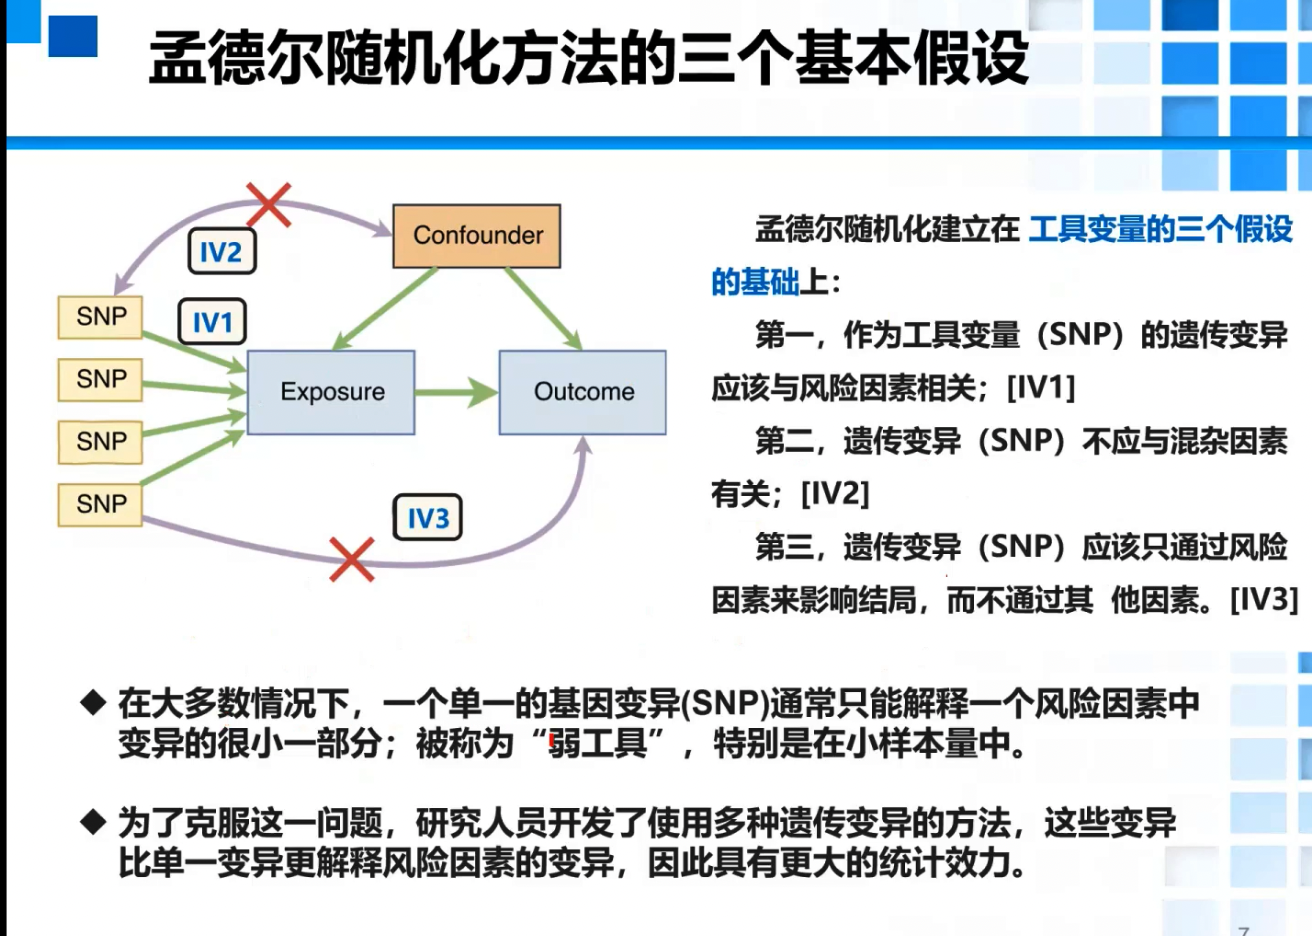 孟德尔随机化方法的三个基本假设
IV2
Confounder
SNP
IV1
SNP
Exposure
Outcome
SNP
SNP
IV3
孟德尔随机化建立在 工具变量的三个假设
的基础上：
第一，作为工具变量（SNP）的遗传变异
应该与风险因素相关；[IV1]
第二，遗传变异（SNP）不应与混杂因素
有关；[IV2]
第三，遗传变异（SNP）应该只通过风险
因素来影响结局，而不通过其 他因素。[IV3]
◆ 在大多数情况下，一个单一的基因变异(SNP)通常只能解释一个风险因素中
变异的很小一部分；被称为“弱工具”，特别是在小样本量中。
◆ 为了克服这一问题，研究人员开发了使用多种遗传变异的方法，这些变异
比单一变异更解释风险因素的变异，因此具有更大的统计效力。
7